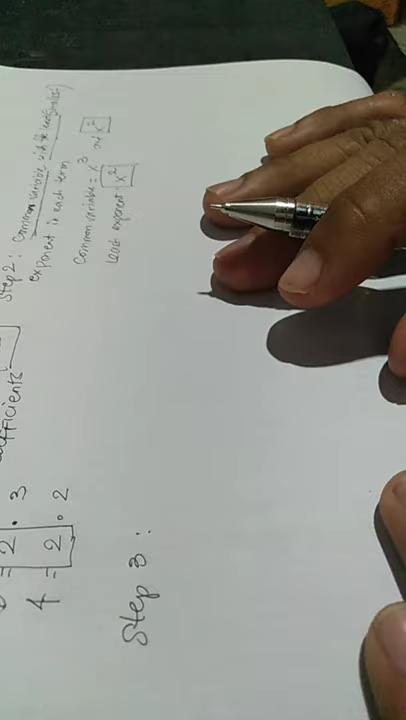 coefficients
= 2 . 3
4 = 2 . 2
Step 2: Common variable with the least (smallest)
exponent in each term
Common variable = x³ and x²
Least exponent: x²
Step 3: